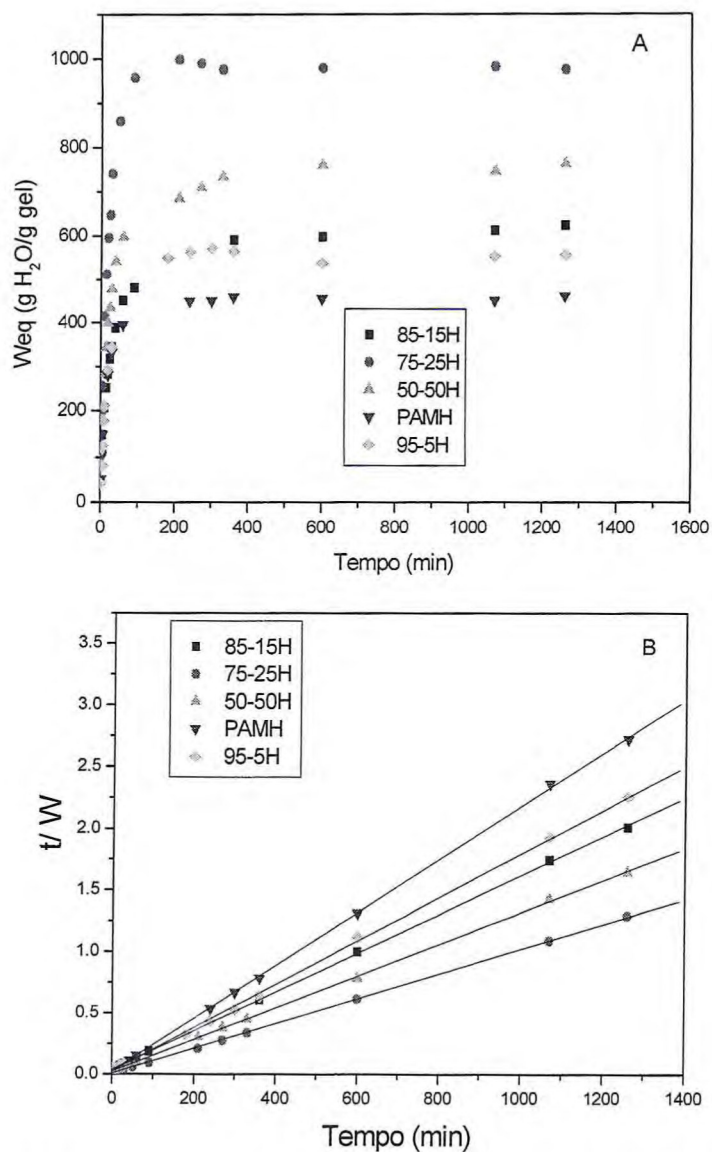 A
1000
800
600
400
200
0
Weq (g H₂O/g gel)
85-15H
75-25H
50-50H
PAMH
95-5H
0 200 400 600 800 1000 1200 1400 1600
Tempo (min)
B
3.5
3.0
2.5
2.0
1.5
1.0
0.5
0.0
t/ W
85-15H
75-25H
50-50H
PAMH
95-5H
0 200 400 600 800 1000 1200 1400
Tempo (min)